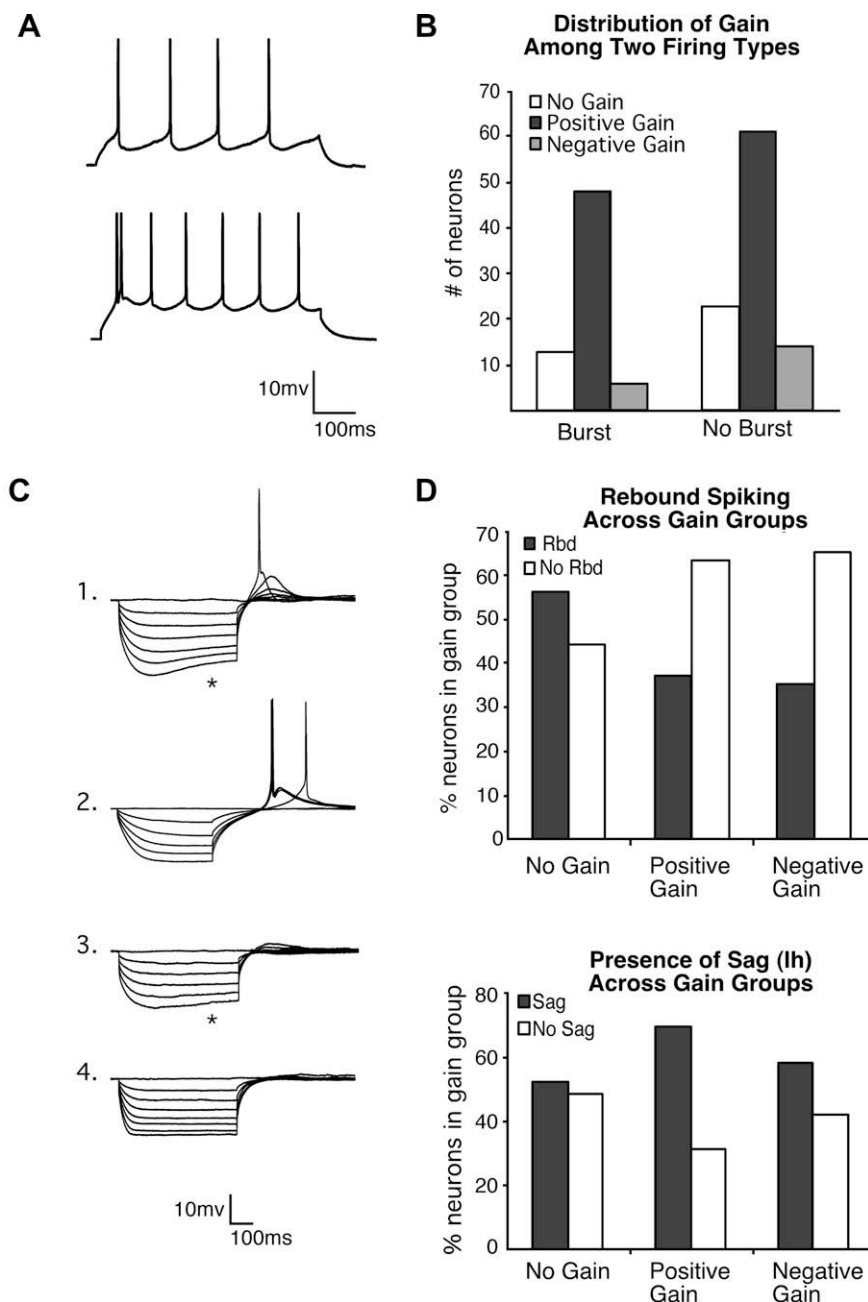 A
10mv
100ms
B
Distribution of Gain
Among Two Firing Types
# of neurons
70
60
50
40
30
20
10
No Gain
Positive Gain
Negative Gain
Burst
No Burst
C
1.
*
2.
3.
*
4.
10mv
100ms
D
Rebound Spiking
Across Gain Groups
% neurons in gain group
70
60
50
40
30
20
10
0
Rbd
No Rbd
No Gain
Positive
Gain
Negative
Gain
Presence of Sag (Ih)
Across Gain Groups
% neurons in gain group
80
60
40
20
0
Sag
No Sag
No Gain
Positive
Gain
Negative
Gain